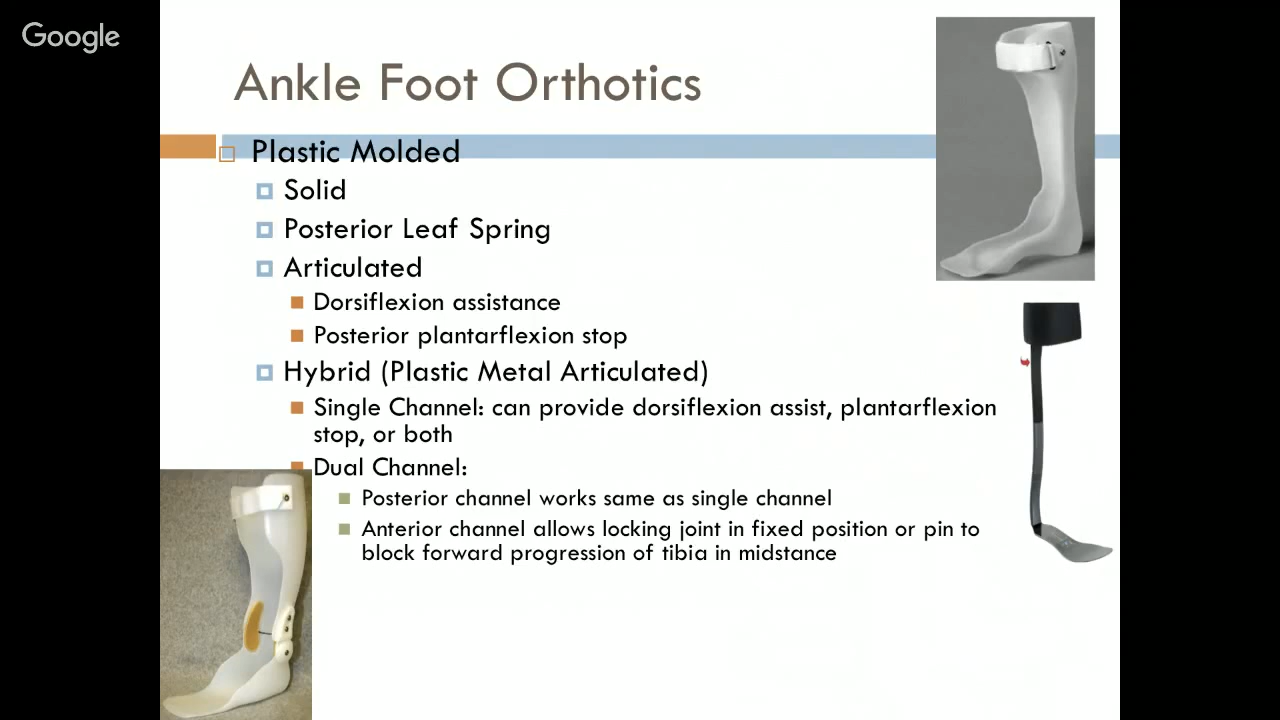 Google
Ankle Foot Orthotics
Plastic Molded
Solid
Posterior Leaf Spring
Articulated
Dorsiflexion assistance
Posterior plantarflexion stop
Hybrid (Plastic Metal Articulated)
Single Channel: can provide dorsiflexion assist, plantarflexion
stop, or both
Dual Channel:
Posterior channel works same as single channel
Anterior channel allows locking joint in fixed position or pin to
block forward progression of tibia in midstance